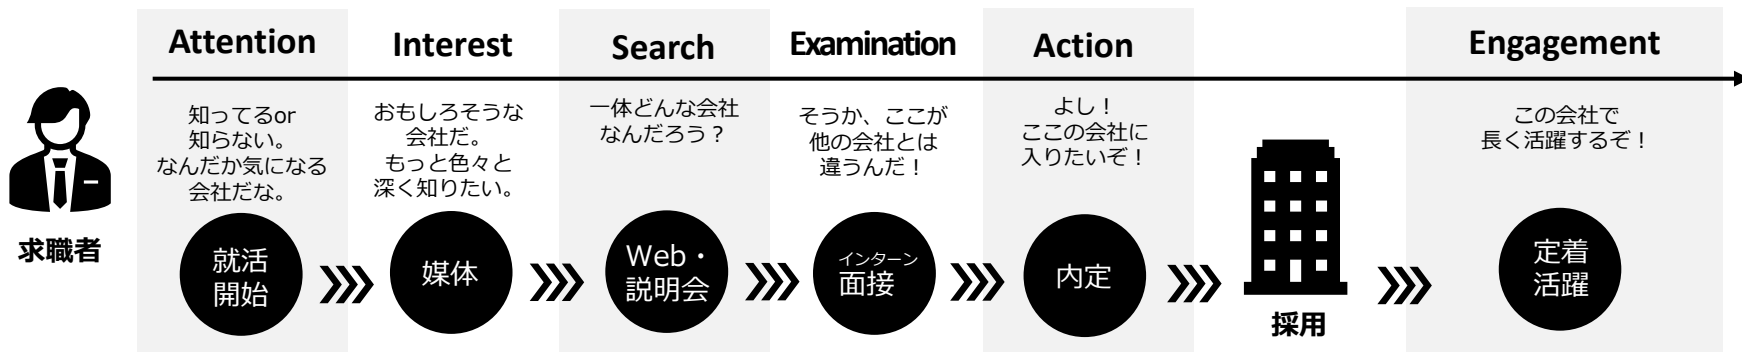 Attention
Interest
Search
Examination
Action
Engagement
求職者
知ってるor
知らない。
なんだか気になる
会社だな。
就活
開始
おもしろそうな
会社だ。
もっと色々と
深く知りたい。
媒体
一体どんな会社
なんだろう？
Web・
説明会
そうか、ここが
他の会社とは
違うんだ！
インターン
面接
よし！
ここの会社に
入りたいぞ！
内定
採用
この会社で
長く活躍するぞ！
定着
活躍